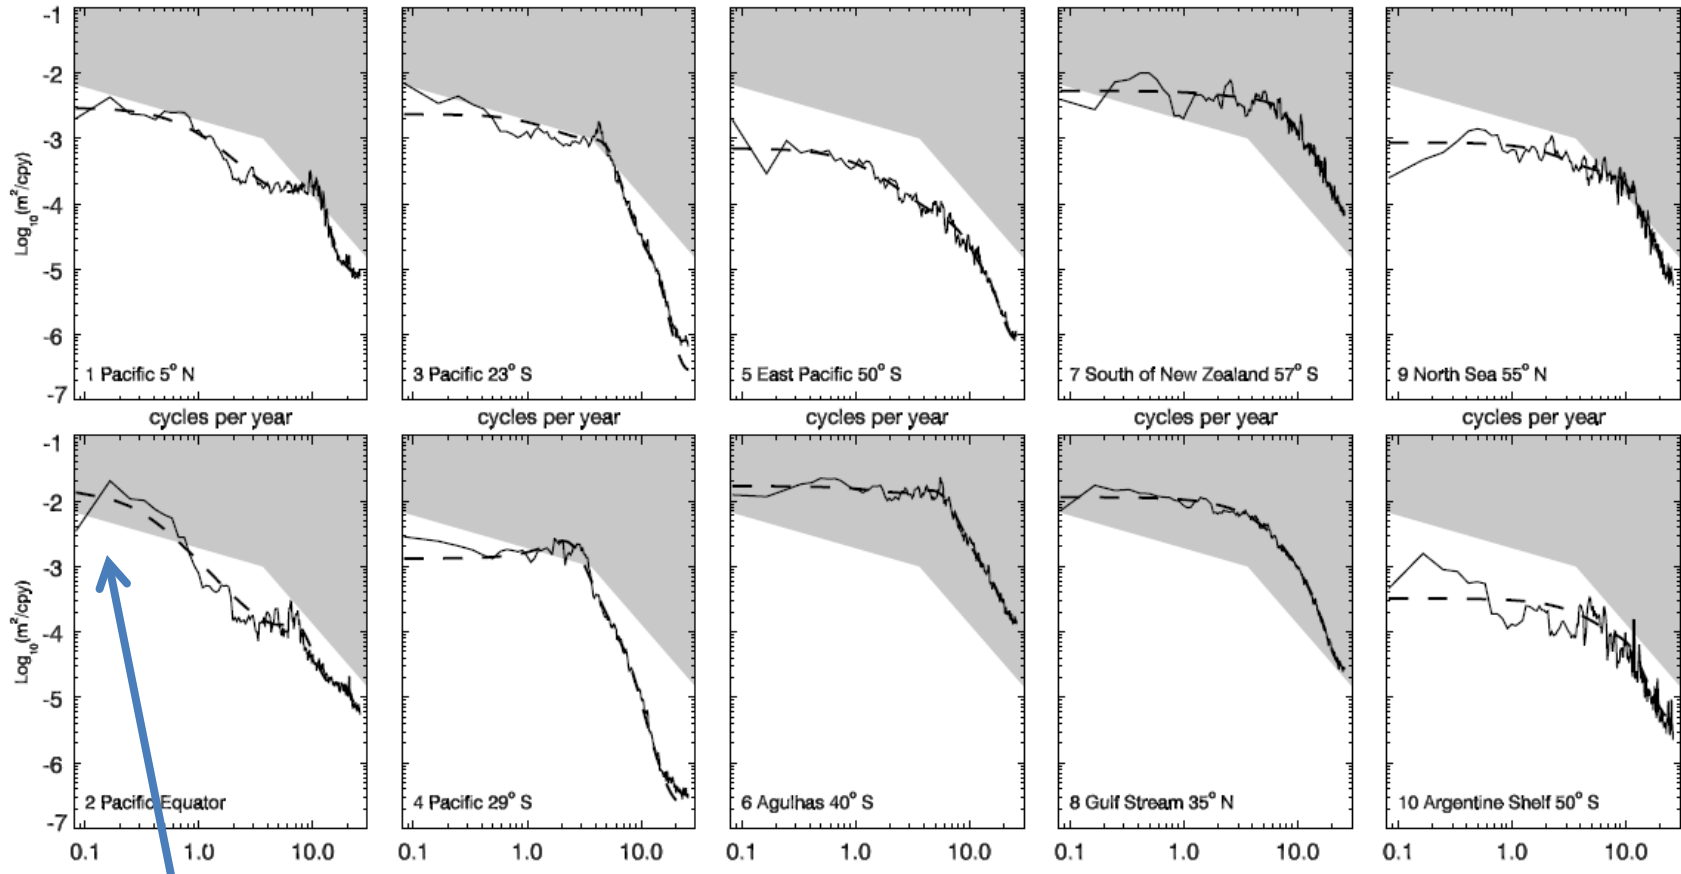 -1
-2
-3
-4
-5
-6
-7
Log₁₀(m²/cpy)
1 Pacific 5° N
3 Pacific 23° S
5 East Pacific 50° S
7 South of New Zealand 57° S
9 North Sea 55° N
cycles per year
cycles per year
cycles per year
cycles per year
cycles per year
-1
-2
-3
-4
-5
-6
-7
Log₁₀(m²/cpy)
2 Pacific Equator
4 Pacific 29° S
6 Agulhas 40° S
8 Gulf Stream 35° N
10 Argentine Shelf 50° S
0.1 1.0 10.0
0.1 1.0 10.0
0.1 1.0 10.0
0.1 1.0 10.0
0.1 1.0 10.0